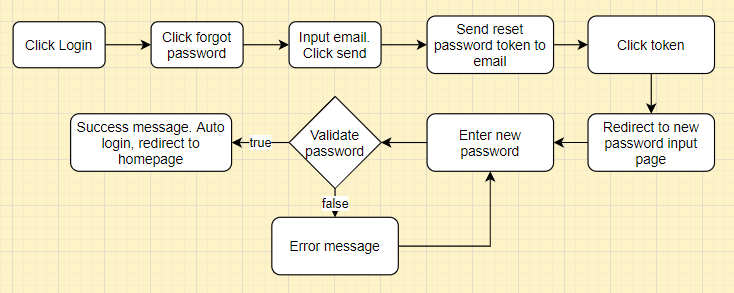 Click Login
Click forgot
password
Input email.
Click send
Send reset
password token to
email
Click token
Success message. Auto
login, redirect to
homepage
true
Validate
password
Enter new
password
Redirect to new
password input
page
false
Error message